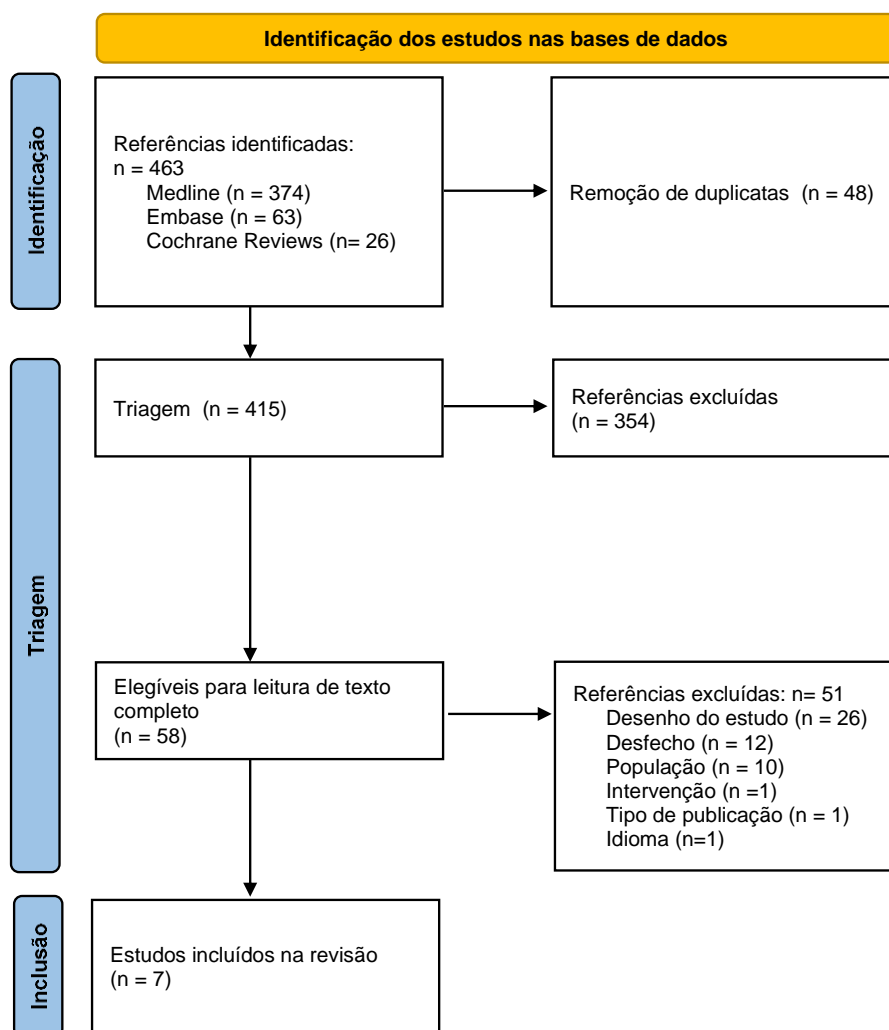 Identificação dos estudos nas bases de dados
Identificação
Referências identificadas:
n = 463
Medline (n = 374)
Embase (n = 63)
Cochrane Reviews (n= 26)
Remoção de duplicatas (n = 48)
Triagem
Triagem (n = 415)
Referências excluídas
(n = 354)
Elegíveis para leitura de texto
completo
(n = 58)
Referências excluídas: n= 51
Desenho do estudo (n = 26)
Desfecho (n = 12)
População (n = 10)
Intervenção (n =1)
Tipo de publicação (n = 1)
Idioma (n=1)
Inclusão
Estudos incluídos na revisão
(n = 7)